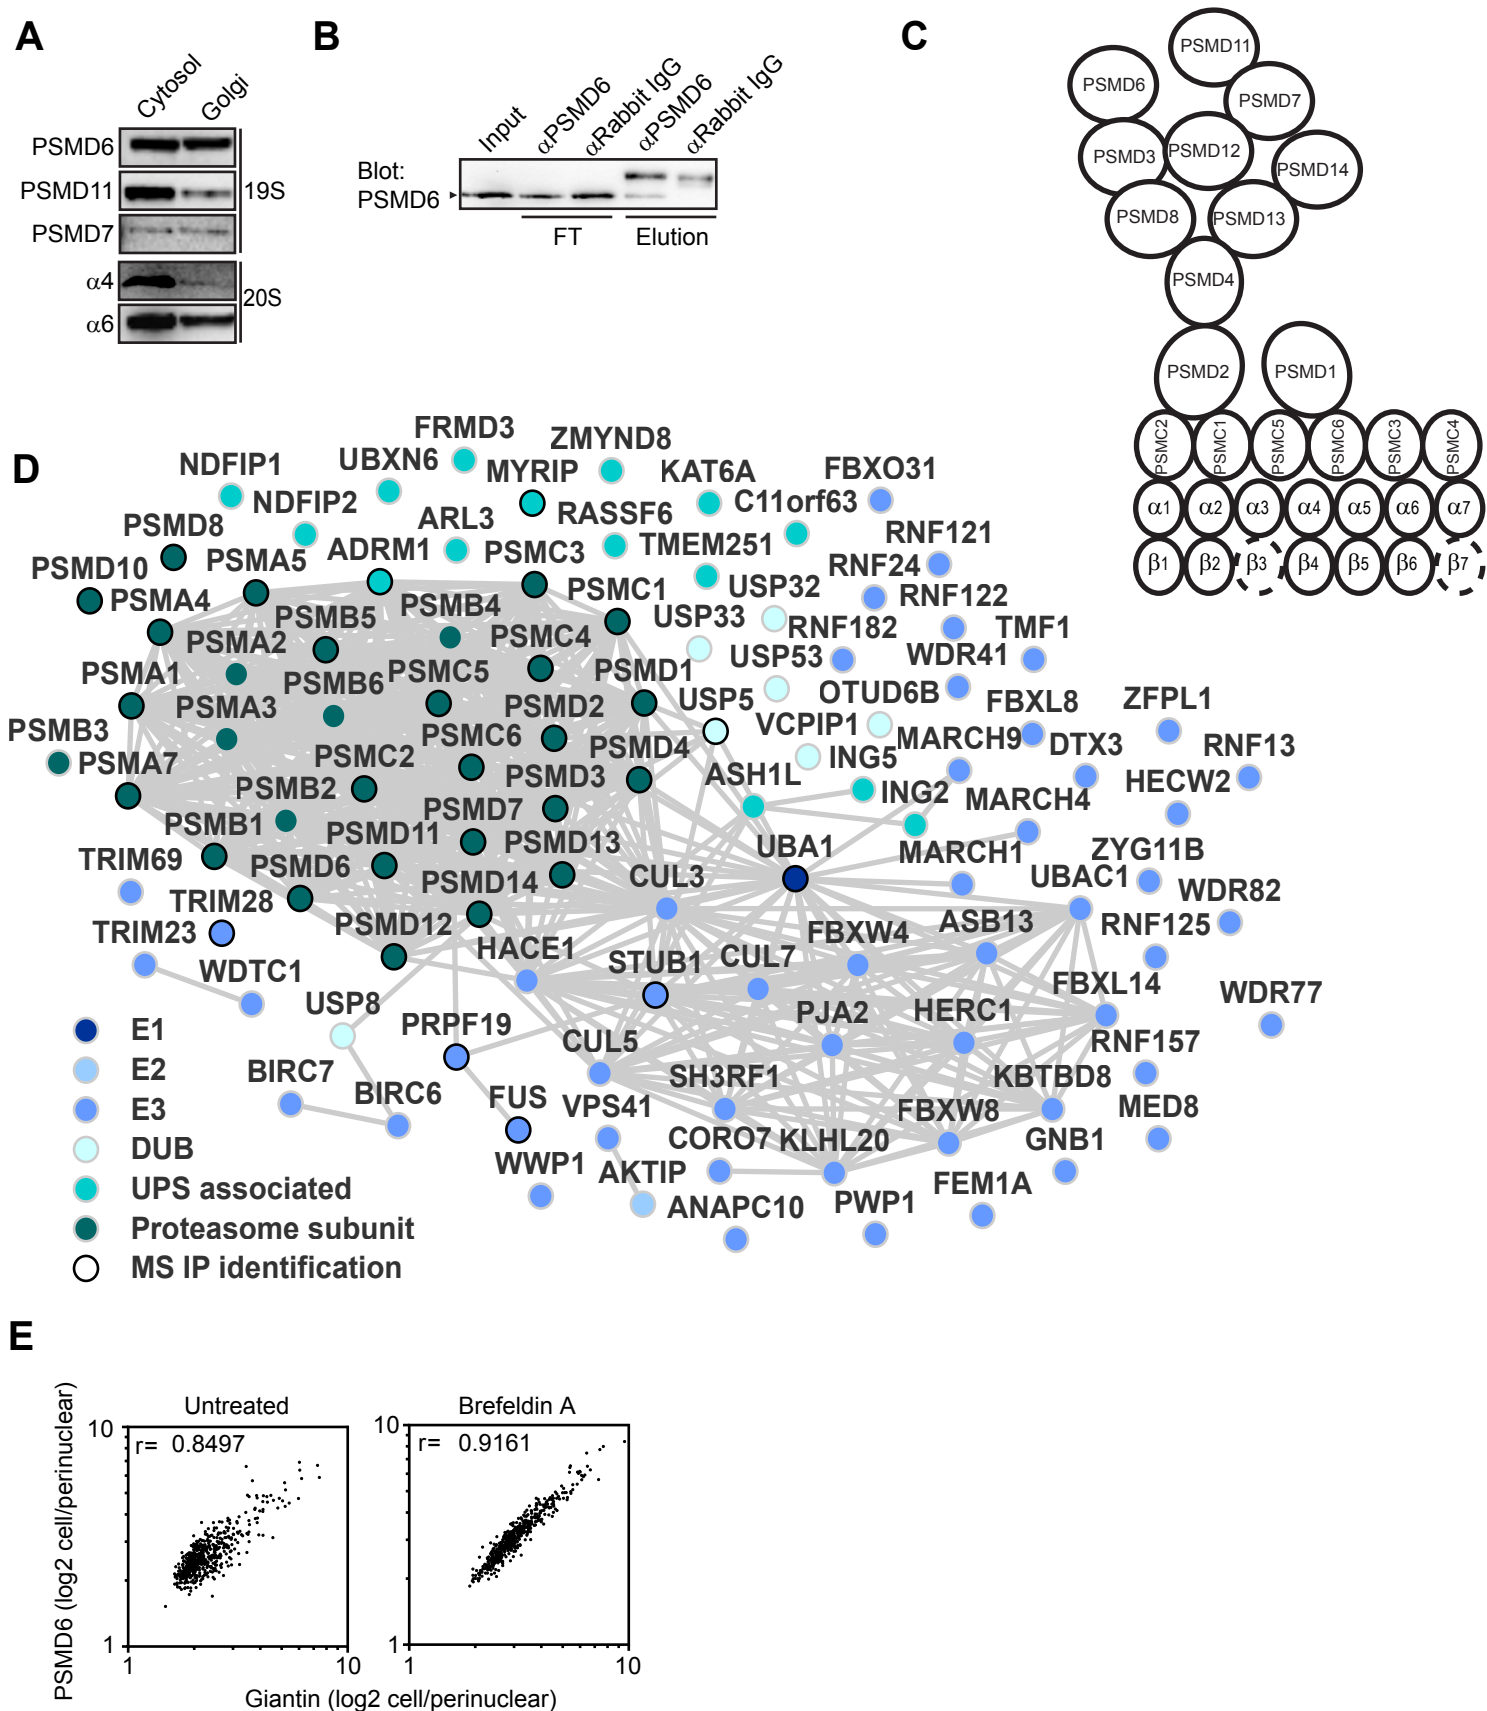 A
Cytosol
Golgi
PSMD6
PSMD11
PSMD7
19S
α4
α6
20S
B
Input
αPSMD6
αRabbit IgG
αPSMD6
αRabbit IgG
Blot:
PSMD6
FT
Elution
C
PSMD11
PSMD6
PSMD7
PSMD3
PSMD12
PSMD14
PSMD8
PSMD13
PSMD4
PSMD2
PSMD1
PSMC2
PSMC1
PSMC5
PSMC6
PSMC3
PSMC4
α1 α2 α3 α4 α5 α6 α7
β1 β2 β3 β4 β5 β6 β7
D
FRMD3
ZMYND8
NDFIP1
UBXN6
MYRIP
KAT6A
FBXO31
NDFIP2
ARL3
RASSF6
C11orf63
PSMD8
ADRM1
PSMC3
TMEM251
RNF121
PSMD10
PSMA5
PSMC1
USP32
RNF24
PSMA4
PSMB5
PSMB4
USP33
RNF122
PSMA2
PSMC4
RNF182
TMF1
PSMA1
PSMB6
PSMC5
PSMD1
USP53
WDR41
PSMB3
PSMA3
PSMD2
USP5
OTUD6B
FBXL8
ZFPL1
PSMA7
PSMC2
PSMC6
PSMD4
VCPIP1
MARCH9
DTX3
RNF13
PSMB2
PSMD3
ASH1L
ING5
HECW2
PSMB1
PSMD11
PSMD7
ING2
MARCH4
TRIM69
PSMD6
PSMD13
UBA1
MARCH1
ZYG11B
TRIM28
PSMD14
CUL3
UBAC1
WDR82
TRIM23
PSMD12
HACE1
FBXW4
ASB13
RNF125
WDTC1
STUB1
CUL7
FBXL14
USP8
PRPF19
PJA2
HERC1
WDR77
CUL5
RNF157
BIRC7
BIRC6
FUS
VPS41
SH3RF1
FBXW8
KBTBD8
MED8
WWP1
AKTIP
CORO7
KLHL20
GNB1
ANAPC10
PWP1
FEM1A
E1
E2
E3
DUB
UPS associated
Proteasome subunit
MS IP identification
E
Untreated
Brefeldin A
r= 0.8497
r= 0.9161
10
1
1
10
10
1
1
10
PSMD6 (log2 cell/perinuclear)
Giantin (log2 cell/perinuclear)